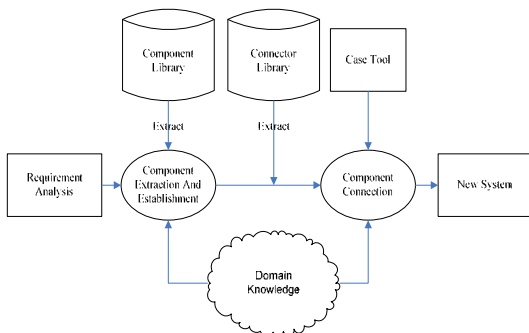 Component
Library
Connector
Library
Case Tool
Extract
Extract
Requirement
Analysis
Component
Extraction And
Establishment
Component
Connection
New System
Domain
Knowledge